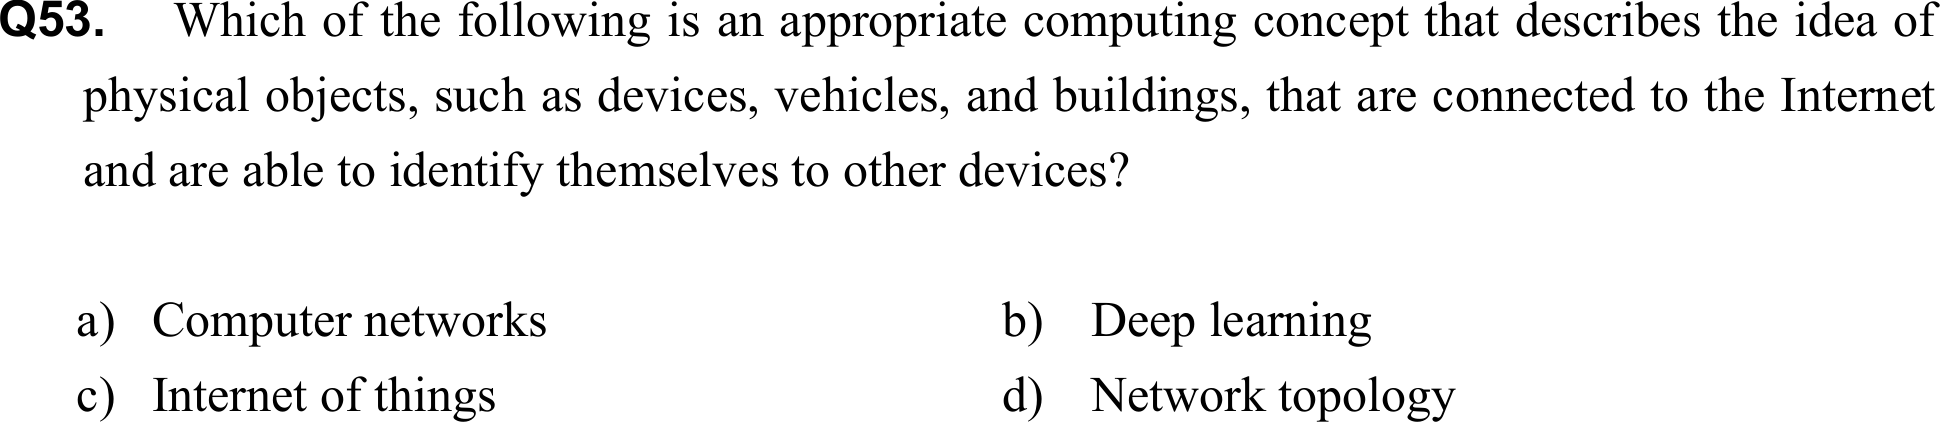 Q53. Which of the following is an appropriate computing concept that describes the idea of
physical objects, such as devices, vehicles, and buildings, that are connected to the Internet
and are able to identify themselves to other devices?
a) Computer networks b) Deep learning
c) Internet of things d) Network topology